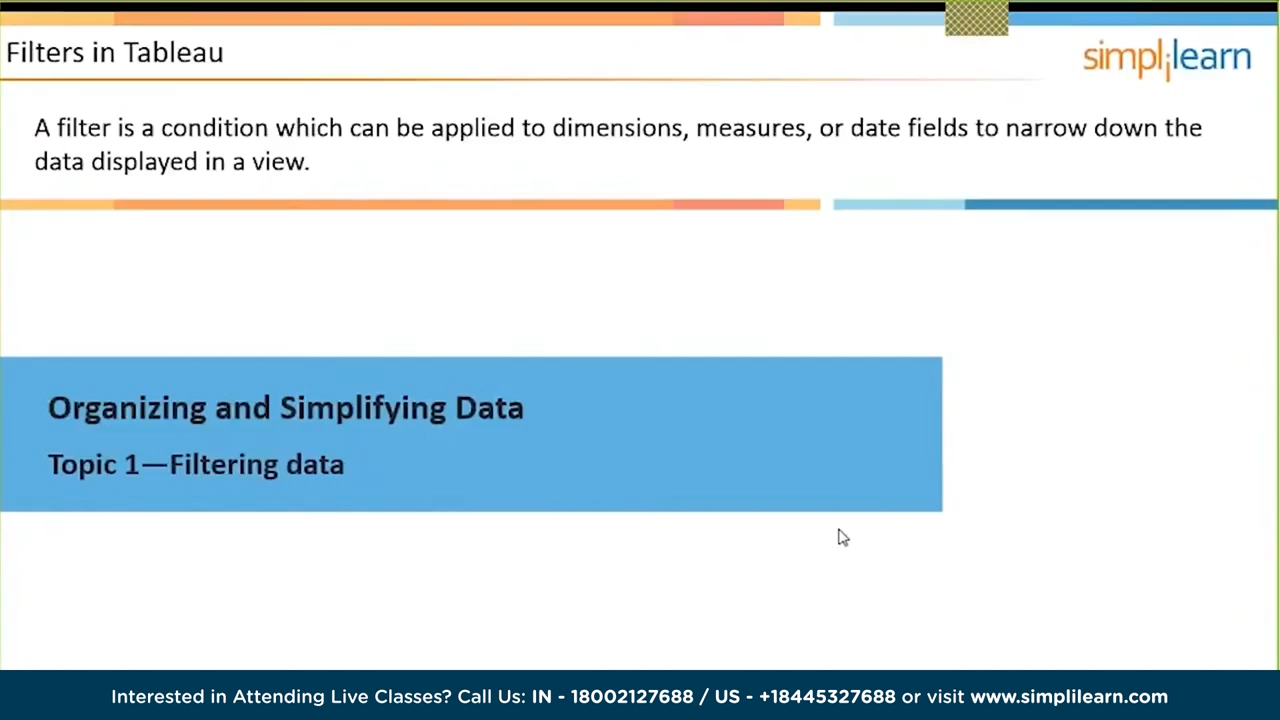 Filters in Tableau
simplilearn
A filter is a condition which can be applied to dimensions, measures, or date fields to narrow down the
data displayed in a view.
Organizing and Simplifying Data
Topic 1—Filtering data
Interested in Attending Live Classes? Call Us: IN - 18002127688 / US - +18445327688 or visit www.simplilearn.com